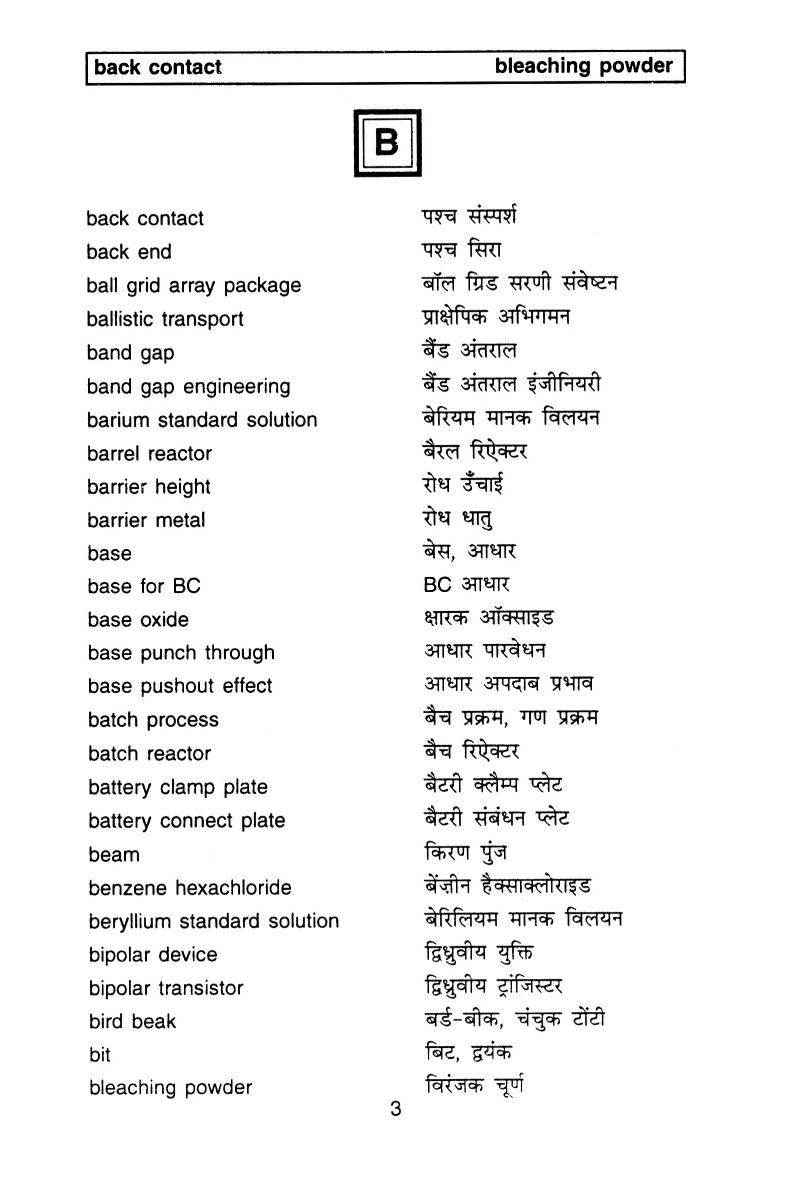 back contact bleaching powder
B
back contact पश्च संस्पर्श
back end पश्च सिरा
ball grid array package बॉल ग्रिड सरणी संवेष्टन
ballistic transport प्राक्षेपिक अभिगमन
band gap बैंड अंतराल
band gap engineering बैंड अंतराल इंजीनियरी
barium standard solution बेरियम मानक विलयन
barrel reactor बैरल रिऐक्टर
barrier height रोध उँचाई
barrier metal रोध धातु
base बेस, आधार
base for BC BC आधार
base oxide क्षारक ऑक्साइड
base punch through आधार पारवेधन
base pushout effect आधार अपदाब प्रभाव
batch process बैच प्रक्रम, गण प्रक्रम
batch reactor बैच रिऐक्टर
battery clamp plate बैटरी क्लैम्प प्लेट
battery connect plate बैटरी संबंधन प्लेट
beam किरण पुंज
benzene hexachloride बेंज़ीन हैक्साक्लोराइड
beryllium standard solution बेरिलियम मानक विलयन
bipolar device द्विध्रुवीय युक्ति
bipolar transistor द्विध्रुवीय ट्रांजिस्टर
bird beak बर्ड-बीक, चंचुक टोंटी
bit बिट, द्वयंक
bleaching powder विरंजक चूर्ण
3